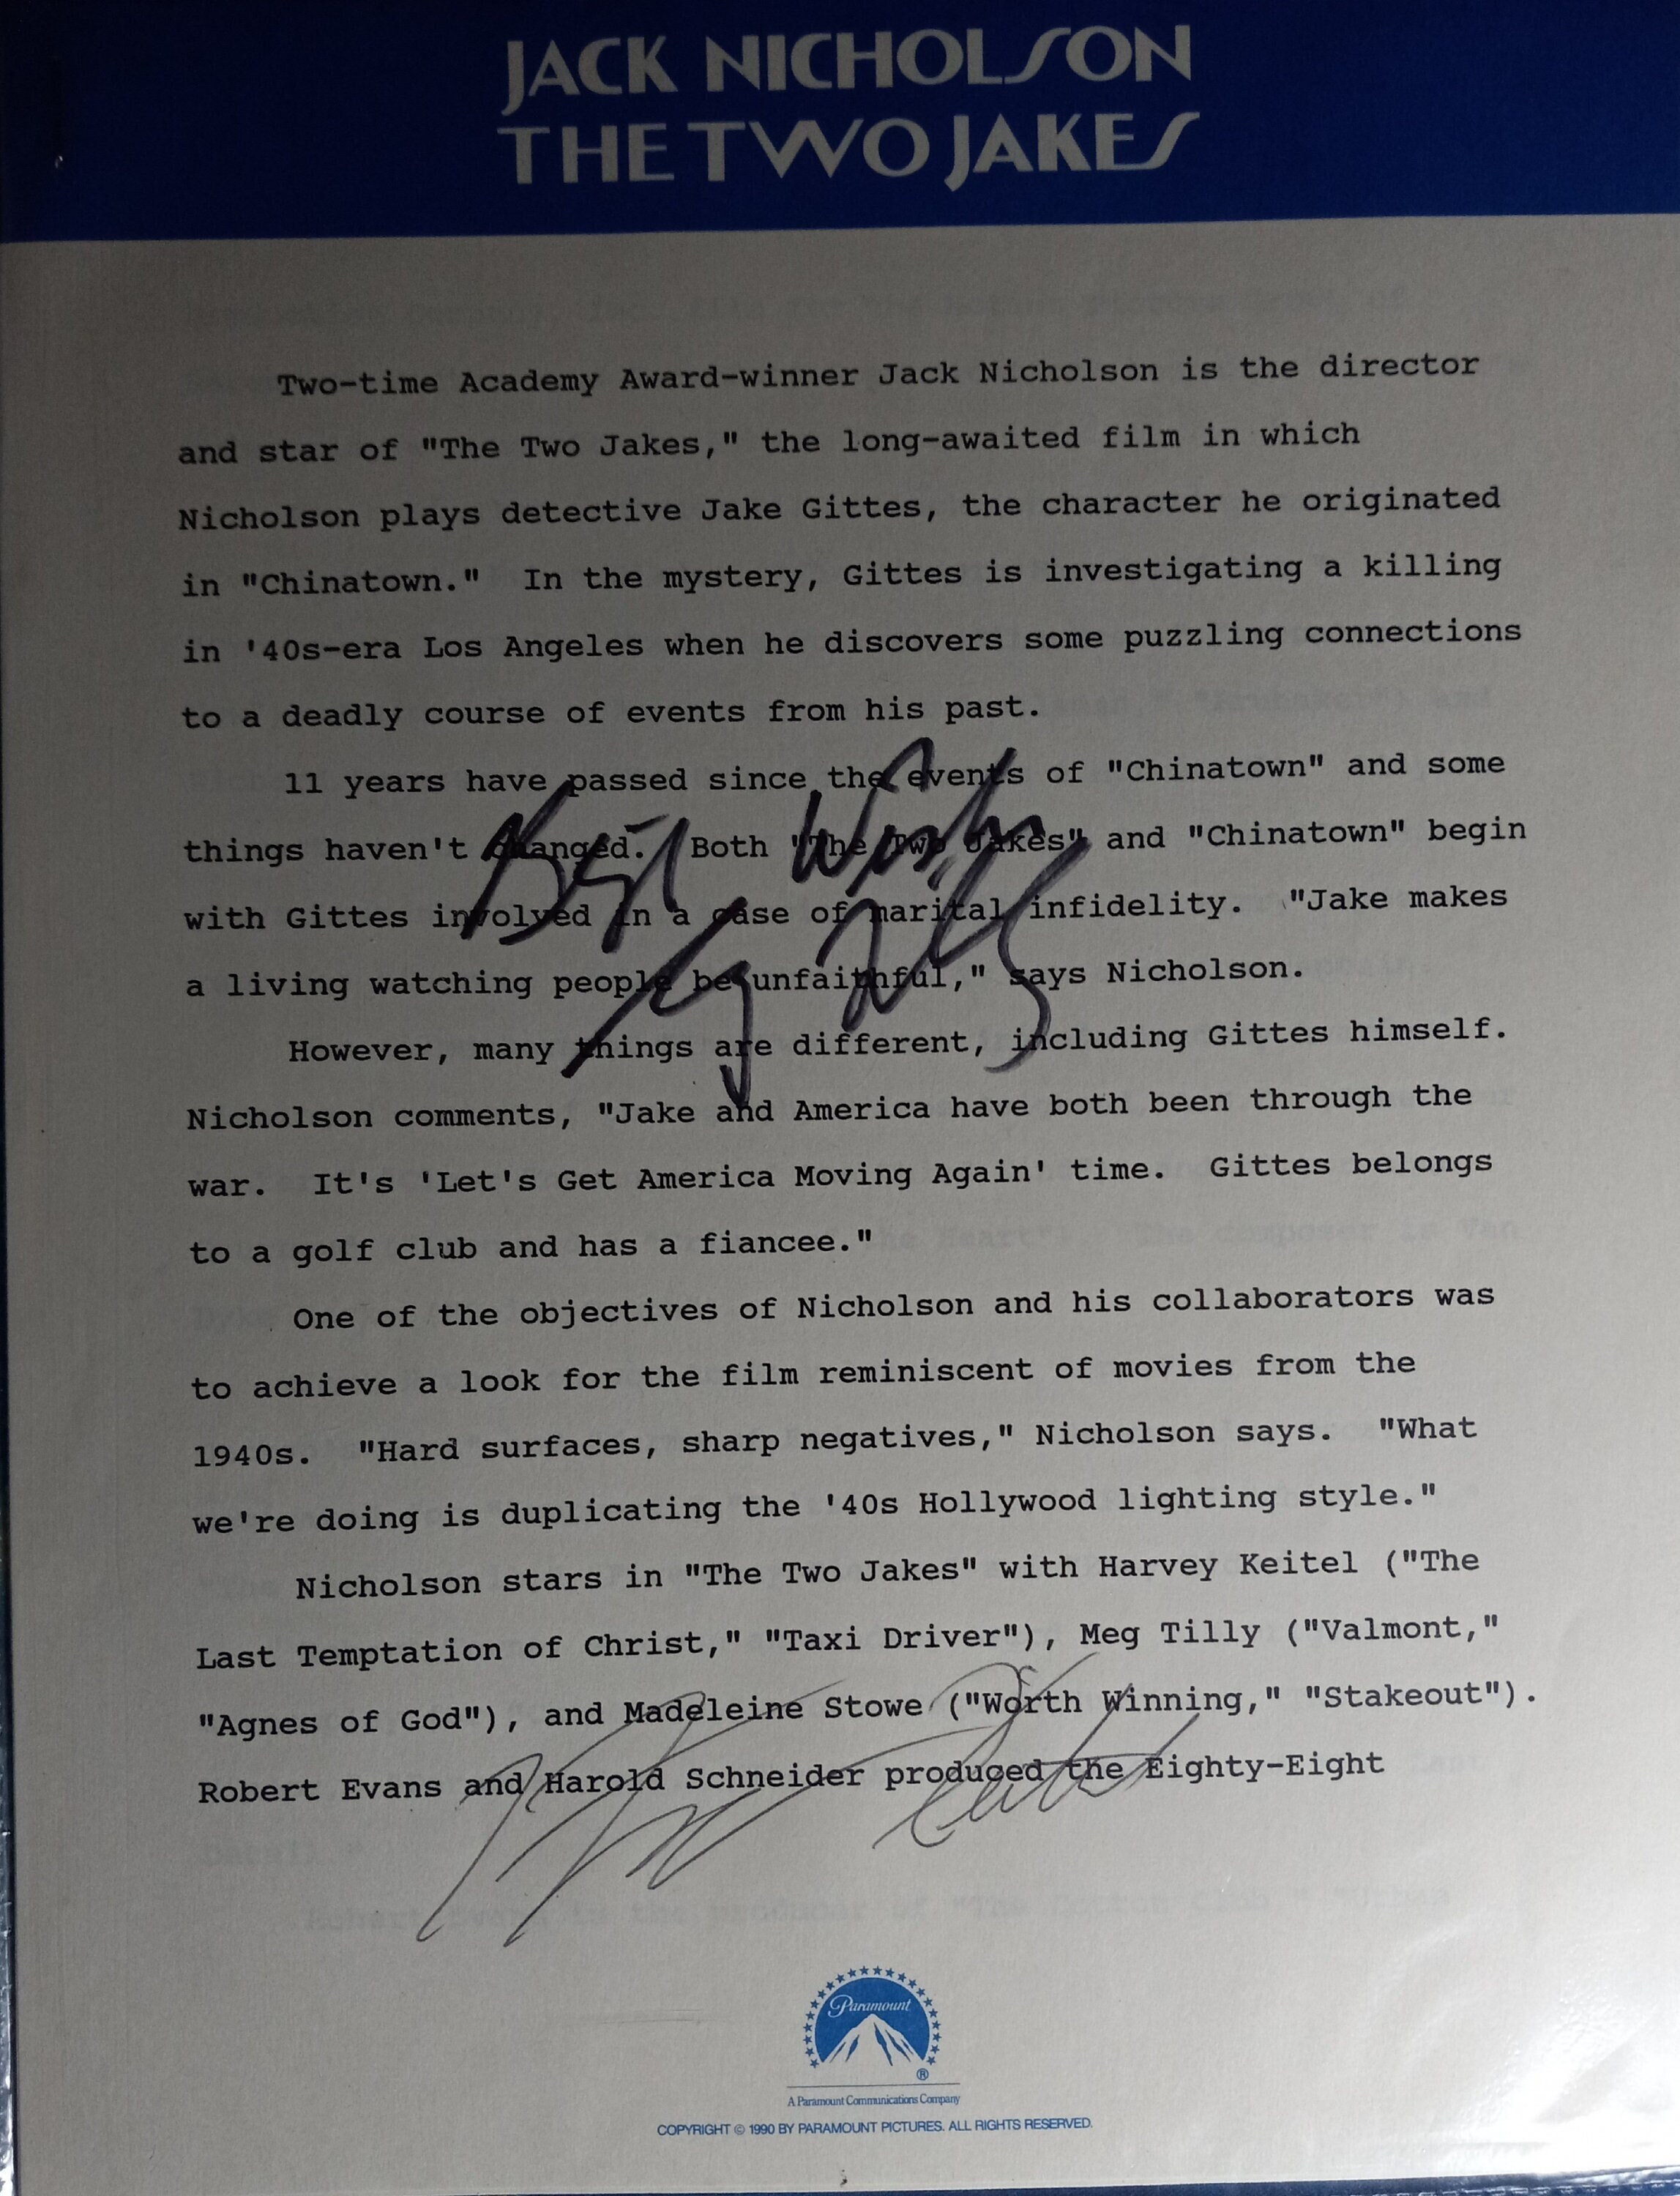 JACK NICHOLSON
THE TWO JAKES
Two-time Academy Award-winner Jack Nicholson is the director
and star of "The Two Jakes," the long-awaited film in which
Nicholson plays detective Jake Gittes, the character he originated
in "Chinatown." In the mystery, Gittes is investigating a killing
in '40s-era Los Angeles when he discovers some puzzling connections
to a deadly course of events from his past.
11 years have passed since the events of "Chinatown" and some
things haven't changed. Both "The Two Jakes" and "Chinatown" begin
with Gittes involved in a case of marital infidelity. "Jake makes
a living watching people be unfaithful," says Nicholson.
Best Wishes
However, many things are different, including Gittes himself.
Nicholson comments, "Jake and America have both been through the
war. It's 'Let's Get America Moving Again' time. Gittes belongs
to a golf club and has a fiancee."
One of the objectives of Nicholson and his collaborators was
to achieve a look for the film reminiscent of movies from the
1940s. "Hard surfaces, sharp negatives," Nicholson says. "What
we're doing is duplicating the '40s Hollywood lighting style."
Nicholson stars in "The Two Jakes" with Harvey Keitel ("The
Last Temptation of Christ," "Taxi Driver"), Meg Tilly ("Valmont,"
"Agnes of God"), and Madeleine Stowe ("Worth Winning," "Stakeout").
Robert Evans and Harold Schneider produced the Eighty-Eight
Paramount
®
A Paramount Communications Company
COPYRIGHT © 1990 BY PARAMOUNT PICTURES. ALL RIGHTS RESERVED.